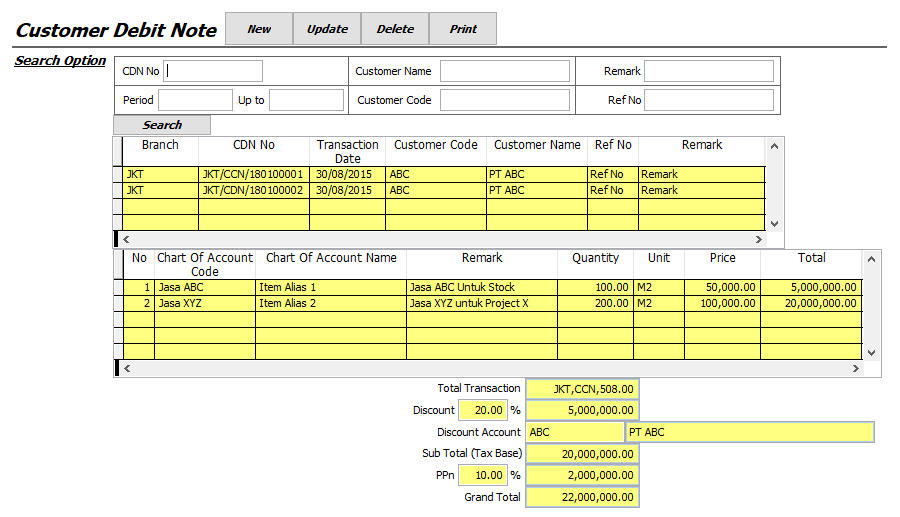 Customer Debit Note New Update Delete Print
Search Option
CDN No Customer Name Remark
Period Up to Customer Code Ref No
Search
Branch CDN No Transaction Date Customer Code Customer Name Ref No Remark
JKT JKT/CCN/180100001 30/08/2015 ABC PT ABC Ref No Remark
JKT JKT/CDN/180100002 30/08/2015 ABC PT ABC Ref No Remark
No Chart Of Account Code Chart Of Account Name Remark Quantity Unit Price Total
1 Jasa ABC Item Alias 1 Jasa ABC Untuk Stock 100.00 M2 50,000.00 5,000,000.00
2 Jasa XYZ Item Alias 2 Jasa XYZ untuk Project X 200.00 M2 100,000.00 20,000,000.00
Total Transaction JKT,CCN,508.00
Discount 20.00 % 5,000,000.00
Discount Account ABC PT ABC
Sub Total (Tax Base) 20,000,000.00
PPn 10.00 % 2,000,000.00
Grand Total 22,000,000.00